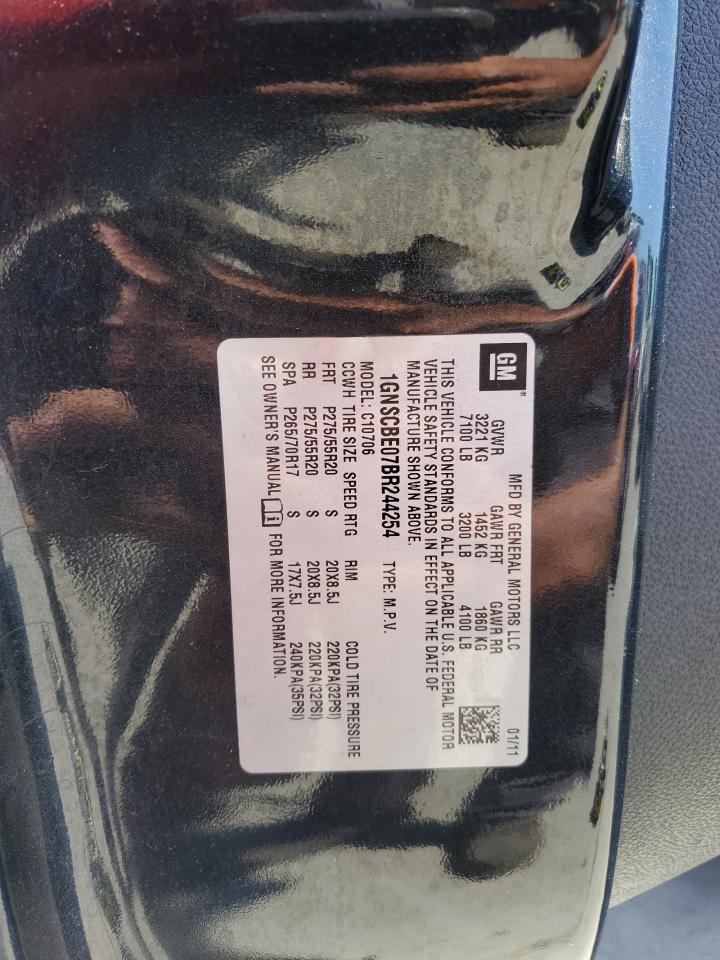 GM®
MFD BY GENERAL MOTORS LLC 01/11
GVWR GAWR FRT GAWR RR
3221 KG 1452 KG 1860 KG
7100 LB 3200 LB 4100 LB
THIS VEHICLE CONFORMS TO ALL APPLICABLE U.S. FEDERAL MOTOR
VEHICLE SAFETY STANDARDS IN EFFECT ON THE DATE OF
MANUFACTURE SHOWN ABOVE.
1GNSCBE07BR244254 TYPE: M.P.V.
MODEL: C10706
CCWH TIRE SIZE SPEED RTG RIM COLD TIRE PRESSURE
FRT P275/55R20 S 20X8.5J 220KPA(32PSI)
RR P275/55R20 S 20X8.5J 220KPA(32PSI)
SPA P265/70R17 S 17X7.5J 240KPA(35PSI)
SEE OWNER'S MANUAL i FOR MORE INFORMATION.